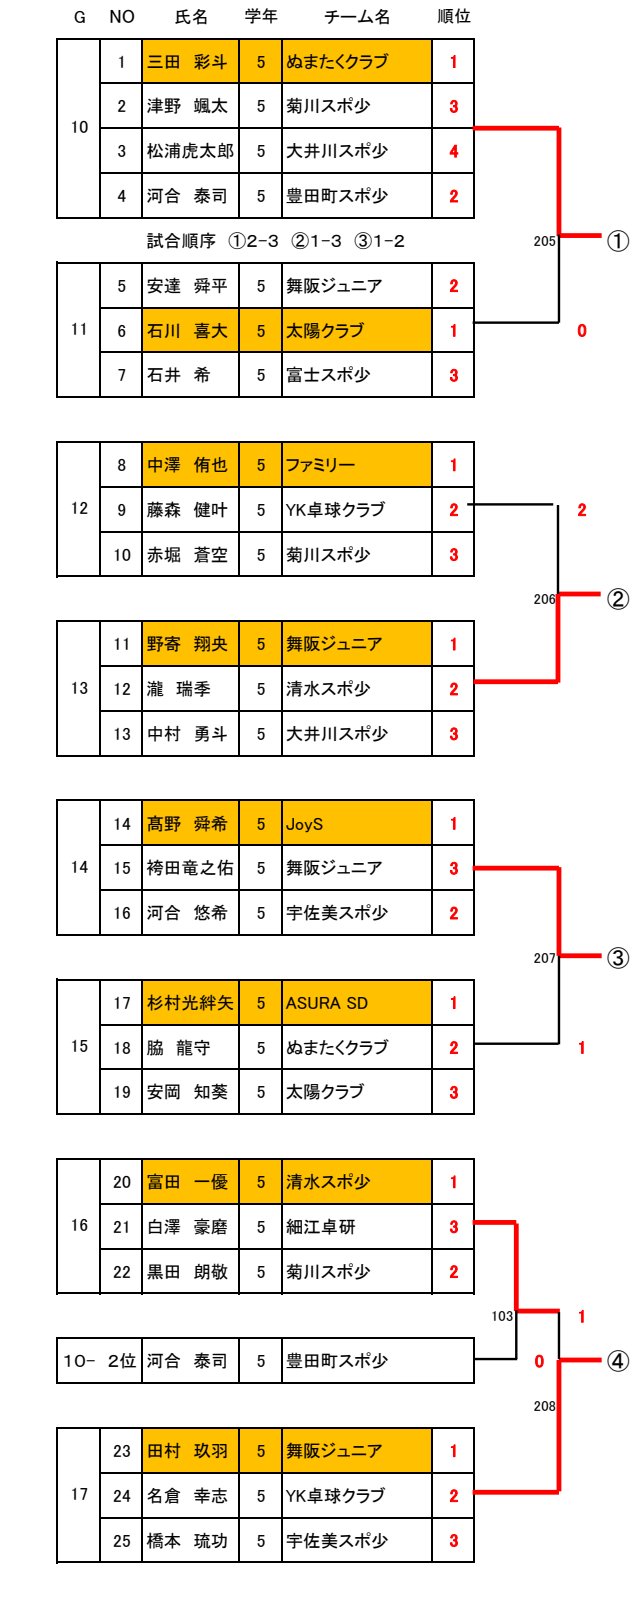 G NO 氏名 学年 チーム名 順位
1 三田 彩斗 5 ぬまたくクラブ 1
2 津野 颯太 5 菊川スポ少 3
10
3 松浦虎太郎 5 大井川スポ少 4
4 河合 泰司 5 豊田町スポ少 2
205 ①
試合順序 ①2-3 ②1-3 ③1-2
5 安達 舜平 5 舞阪ジュニア 2
11 6 石川 喜大 5 太陽クラブ 1 0
7 石井 希 5 富士スポ少 3
8 中澤 侑也 5 ファミリー 1
12 9 藤森 健叶 5 YK卓球クラブ 2 2
10 赤堀 蒼空 5 菊川スポ少 3
206 ②
11 野寄 翔央 5 舞阪ジュニア 1
13 12 瀧 瑞季 5 清水スポ少 2
13 中村 勇斗 5 大井川スポ少 3
14 髙野 舜希 5 JoyS 1
14 15 袴田竜之佑 5 舞阪ジュニア 3
16 河合 悠希 5 宇佐美スポ少 2
207 ③
17 杉村光絆矢 5 ASURA SD 1
15 18 脇 龍守 5 ぬまたくクラブ 2 1
19 安岡 知葵 5 太陽クラブ 3
20 富田 一優 5 清水スポ少 1
16 21 白澤 豪磨 5 細江卓研 3
22 黒田 朗敬 5 菊川スポ少 2
103 1
10- 2位 河合 泰司 5 豊田町スポ少 0 ④
208
23 田村 玖羽 5 舞阪ジュニア 1
17 24 名倉 幸志 5 YK卓球クラブ 2
25 橋本 琉功 5 宇佐美スポ少 3